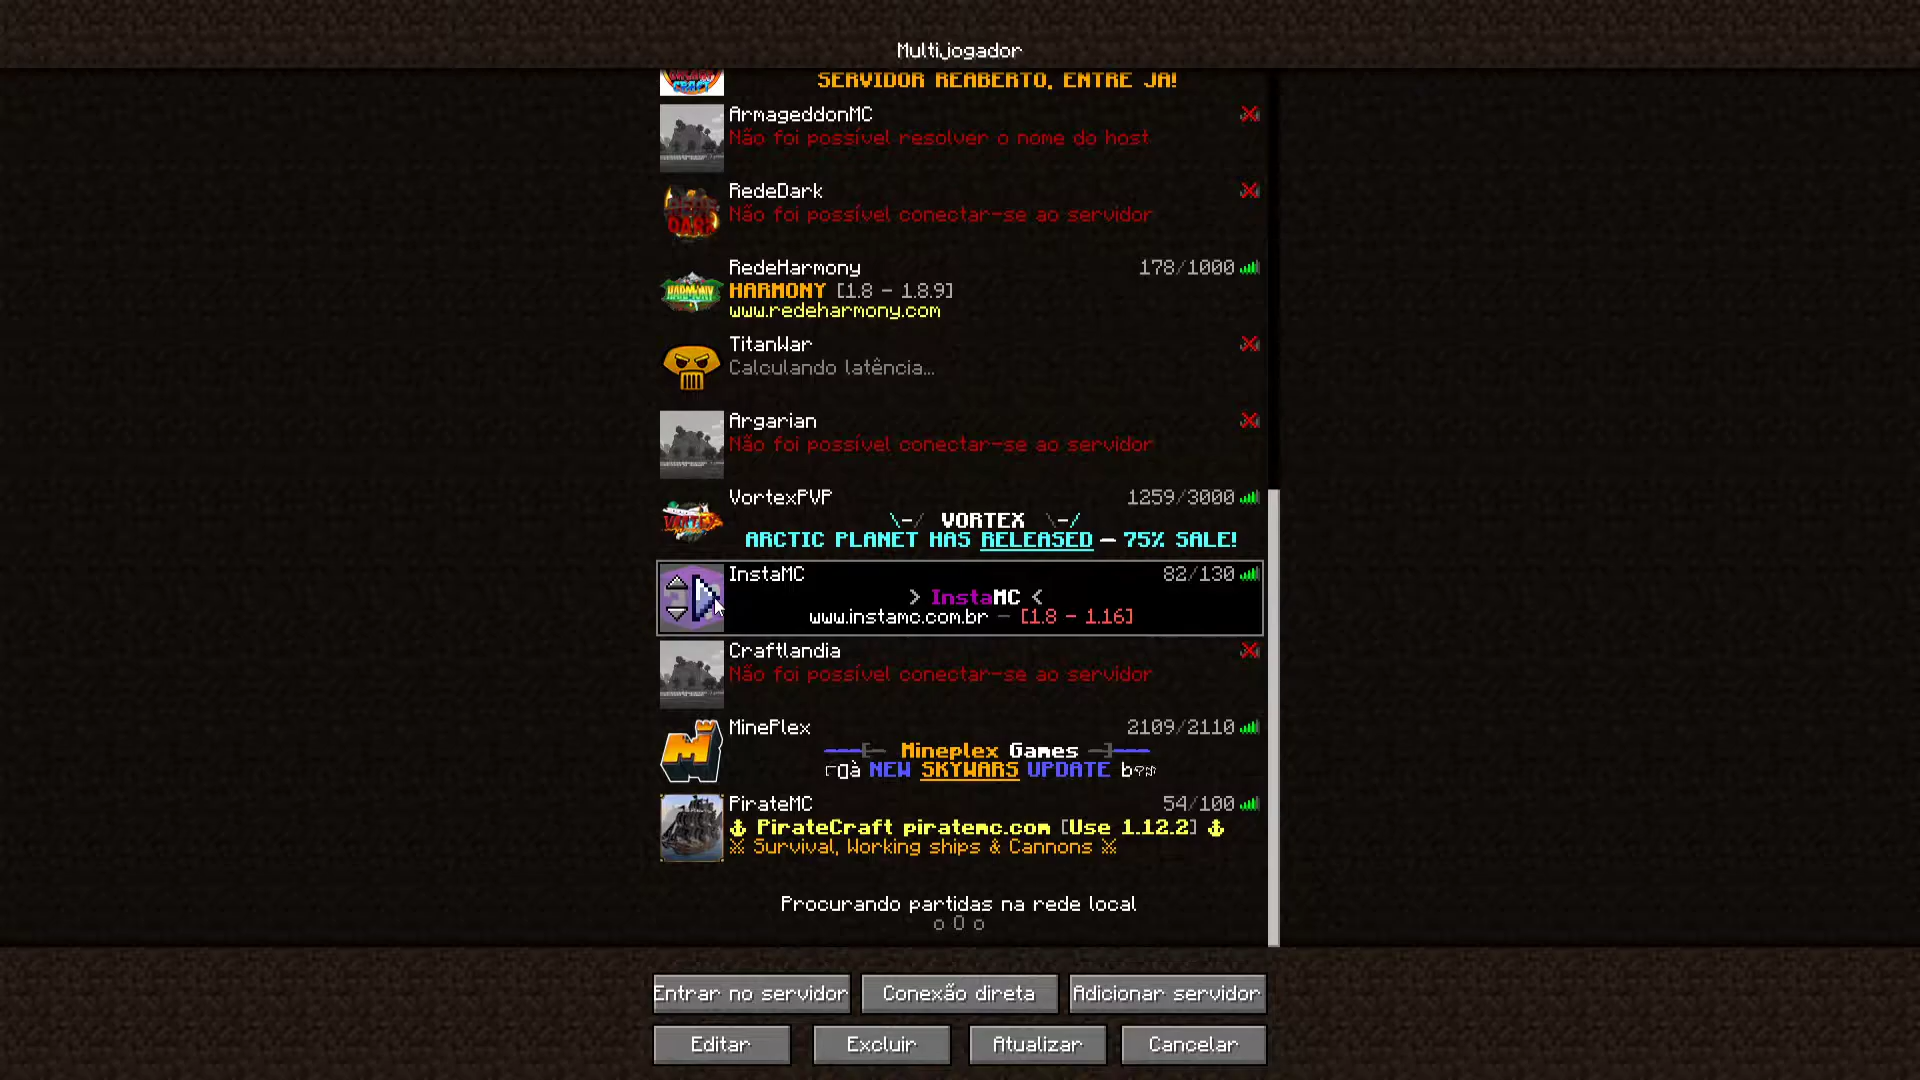 Multijogador
SERVIDOR REABERTO, ENTRE JA!
ArmageddonMC
Não foi possível resolver o nome do host
RedeDark
Não foi possível conectar-se ao servidor
RedeHarmony 178/1000
HARMONY [1.8 - 1.8.9]
www.redeharmony.com
TitanWar
Calculando latência...
Argarian
Não foi possível conectar-se ao servidor
VortexPVP 1259/3000
\-/ VORTEX \-/
ARCTIC PLANET HAS RELEASED - 75% SALE!
InstaMC 82/130
> InstaMC <
www.instamc.com.br - [1.8 - 1.16]
Craftlandia
Não foi possível conectar-se ao servidor
MinePlex 2109/2110
Mineplex Games
NEW SKYWARS UPDATE
PirateMC 54/100
⚓ PirateCraft piratemc.com [Use 1.12.2] ⚓
⚔ Survival, Working ships & Cannons ⚔
Procurando partidas na rede local
o O o
Entrar no servidor Conexão direta Adicionar servidor
Editar Excluir Atualizar Cancelar